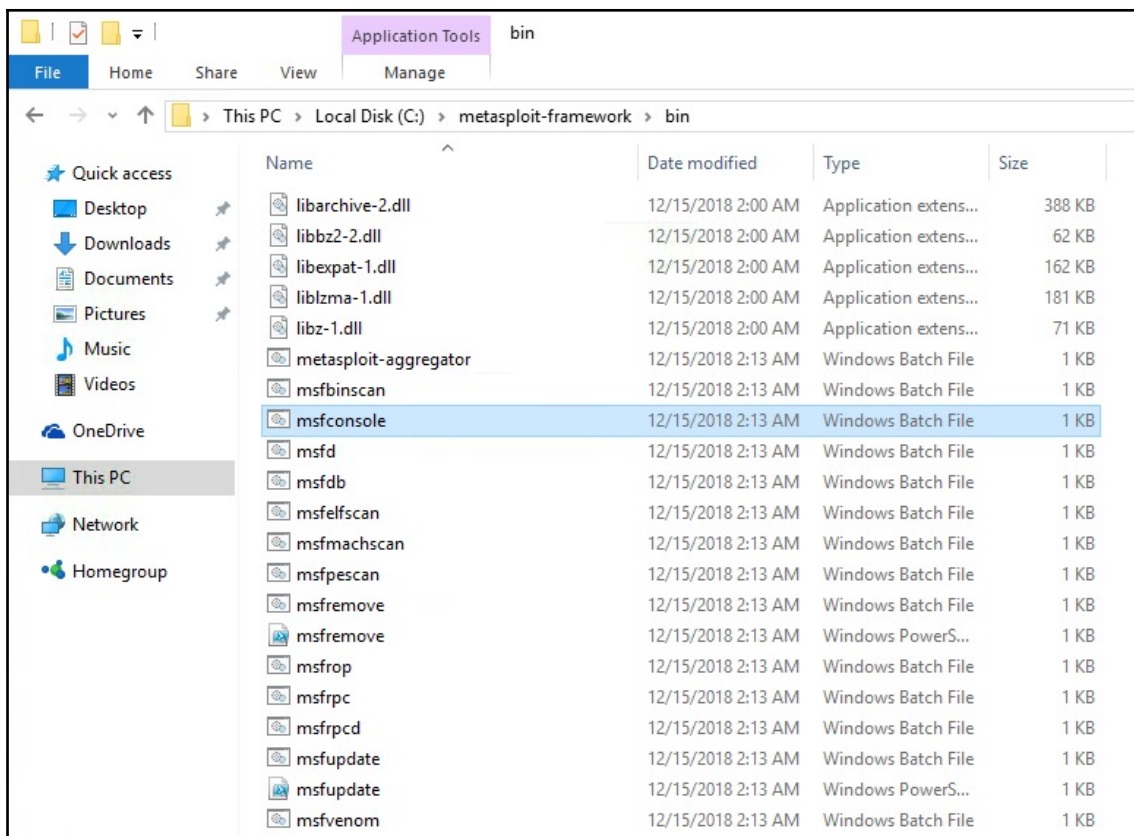 Application Tools bin
File Home Share View Manage
This PC > Local Disk (C:) > metasploit-framework > bin
Name Date modified Type Size
Quick access
Desktop
Downloads
Documents
Pictures
Music
Videos
OneDrive
This PC
Network
Homegroup
libarchive-2.dll 12/15/2018 2:00 AM Application extens... 388 KB
libbz2-2.dll 12/15/2018 2:00 AM Application extens... 62 KB
libexpat-1.dll 12/15/2018 2:00 AM Application extens... 162 KB
liblzma-1.dll 12/15/2018 2:00 AM Application extens... 181 KB
libz-1.dll 12/15/2018 2:00 AM Application extens... 71 KB
metasploit-aggregator 12/15/2018 2:13 AM Windows Batch File 1 KB
msfbinscan 12/15/2018 2:13 AM Windows Batch File 1 KB
msfconsole 12/15/2018 2:13 AM Windows Batch File 1 KB
msfd 12/15/2018 2:13 AM Windows Batch File 1 KB
msfdb 12/15/2018 2:13 AM Windows Batch File 1 KB
msfelfscan 12/15/2018 2:13 AM Windows Batch File 1 KB
msfmachscan 12/15/2018 2:13 AM Windows Batch File 1 KB
msfpescan 12/15/2018 2:13 AM Windows Batch File 1 KB
msfremove 12/15/2018 2:13 AM Windows Batch File 1 KB
msfremove 12/15/2018 2:13 AM Windows PowerS... 1 KB
msfrop 12/15/2018 2:13 AM Windows Batch File 1 KB
msfrpc 12/15/2018 2:13 AM Windows Batch File 1 KB
msfrpcd 12/15/2018 2:13 AM Windows Batch File 1 KB
msfupdate 12/15/2018 2:13 AM Windows Batch File 1 KB
msfupdate 12/15/2018 2:13 AM Windows PowerS... 1 KB
msfvenom 12/15/2018 2:13 AM Windows Batch File 1 KB